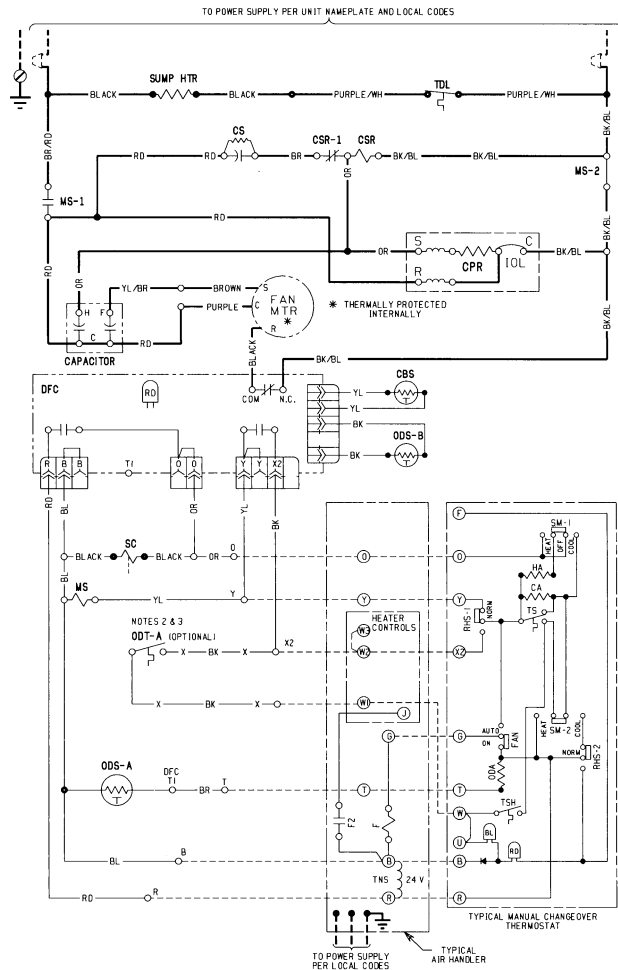 TO POWER SUPPLY PER UNIT NAMEPLATE AND LOCAL CODES
SUMP HTR
TDL
BLACK
BLACK
PURPLE/WH
PURPLE/WH
BR/RD
BK/BL
CS
CSR-1
CSR
RD
RD
BR
BK/BL
BK/BL
MS-2
MS-1
OR
RD
BK/BL
S
C
OR
CPR
IOL
BK/BL
R
RD
OR
YL/BR
BROWN
S
FAN
MTR
*
PURPLE
C
R
* THERMALLY PROTECTED
INTERNALLY
H
F
C
RD
CAPACITOR
BLACK
BK/BL
DFC
RD
COM
N.C.
CBS
YL
YL
BK
ODS-B
BK
R
B
B
T1
O
O
Y
Y
X2
RD
BL
OR
YL
BK
F
SM-1
HEAT
OFF
COOL
SC
BLACK
BLACK
OR
O
O
O
HA
CA
BL
MS
YL
Y
Y
Y
RHS-1
NORM
TS
HEATER
CONTROLS
NOTES 2 & 3
ODT-A (OPTIONAL)
W3
X
BK
X
X2
W2
X2
X
BK
X
W1
J
HEAT
SM-2
COOL
AUTO
ON
FAN
G
G
NORM
RHS-2
ODS-A
DFC
T1
BR
T
T
T
ODA
W
TSH
F2
F
U
BL
RD
BL
B
B
B
TNS
24 V
RD
R
R
R
TYPICAL MANUAL CHANGEOVER
THERMOSTAT
TYPICAL
AIR HANDLER
TO POWER SUPPLY
PER LOCAL CODES